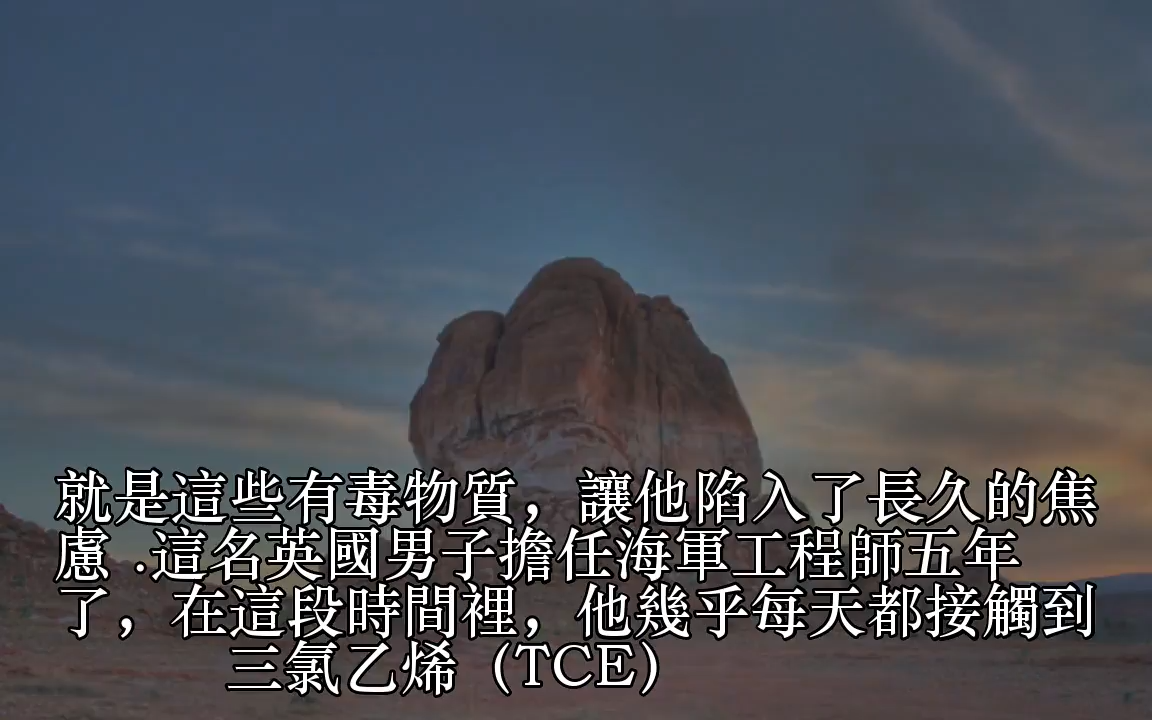 就是這些有毒物質，讓他陷入了長久的焦
慮 .這名英國男子擔任海軍工程師五年
了，在這段時間裡，他幾乎每天都接觸到
三氯乙烯（TCE）